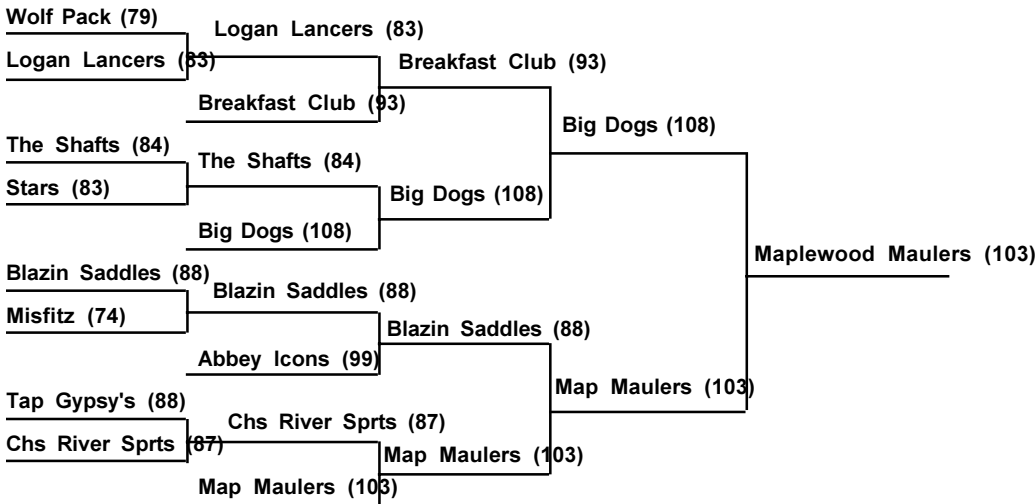 Wolf Pack (79)
Logan Lancers (83)
Logan Lancers (83)
Breakfast Club (93)
Breakfast Club (93)
Big Dogs (108)
The Shafts (84)
The Shafts (84)
Stars (83)
Big Dogs (108)
Big Dogs (108)
Maplewood Maulers (103)
Blazin Saddles (88)
Blazin Saddles (88)
Misfitz (74)
Blazin Saddles (88)
Abbey Icons (99)
Map Maulers (103)
Tap Gypsy's (88)
Chs River Sprts (87)
Chs River Sprts (87)
Map Maulers (103)
Map Maulers (103)